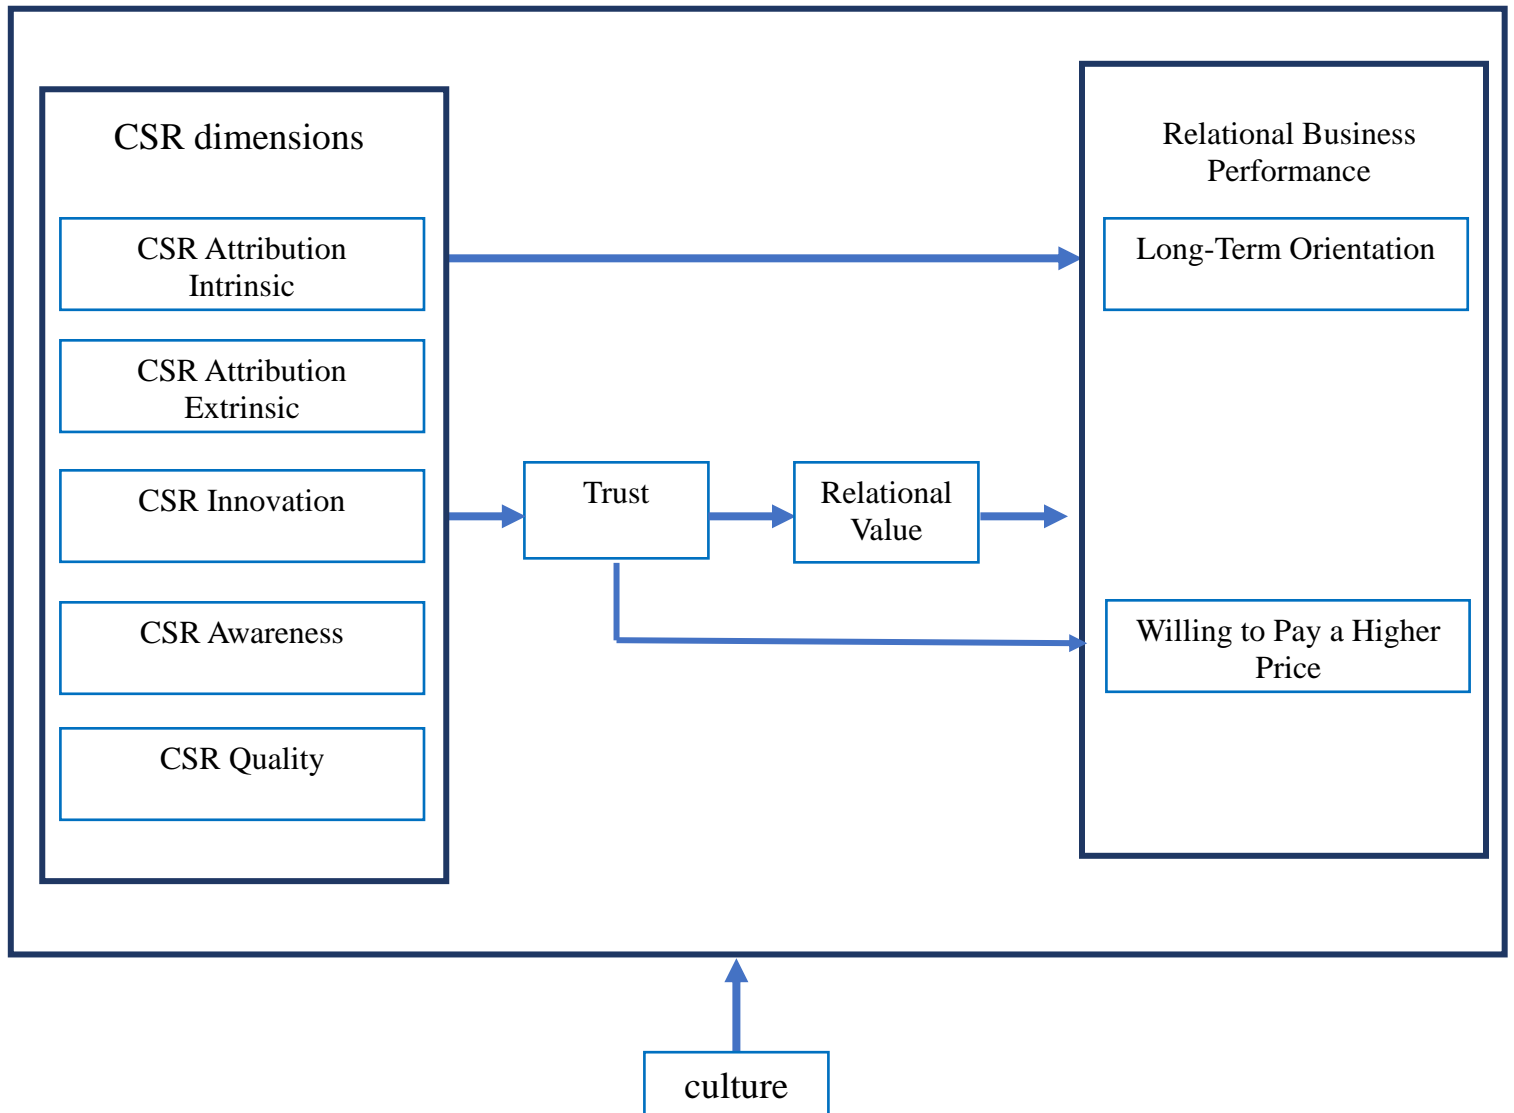 CSR dimensions
CSR Attribution
Intrinsic
CSR Attribution
Extrinsic
CSR Innovation
CSR Awareness
CSR Quality
Trust
Relational
Value
Relational Business
Performance
Long-Term Orientation
Willing to Pay a Higher
Price
culture